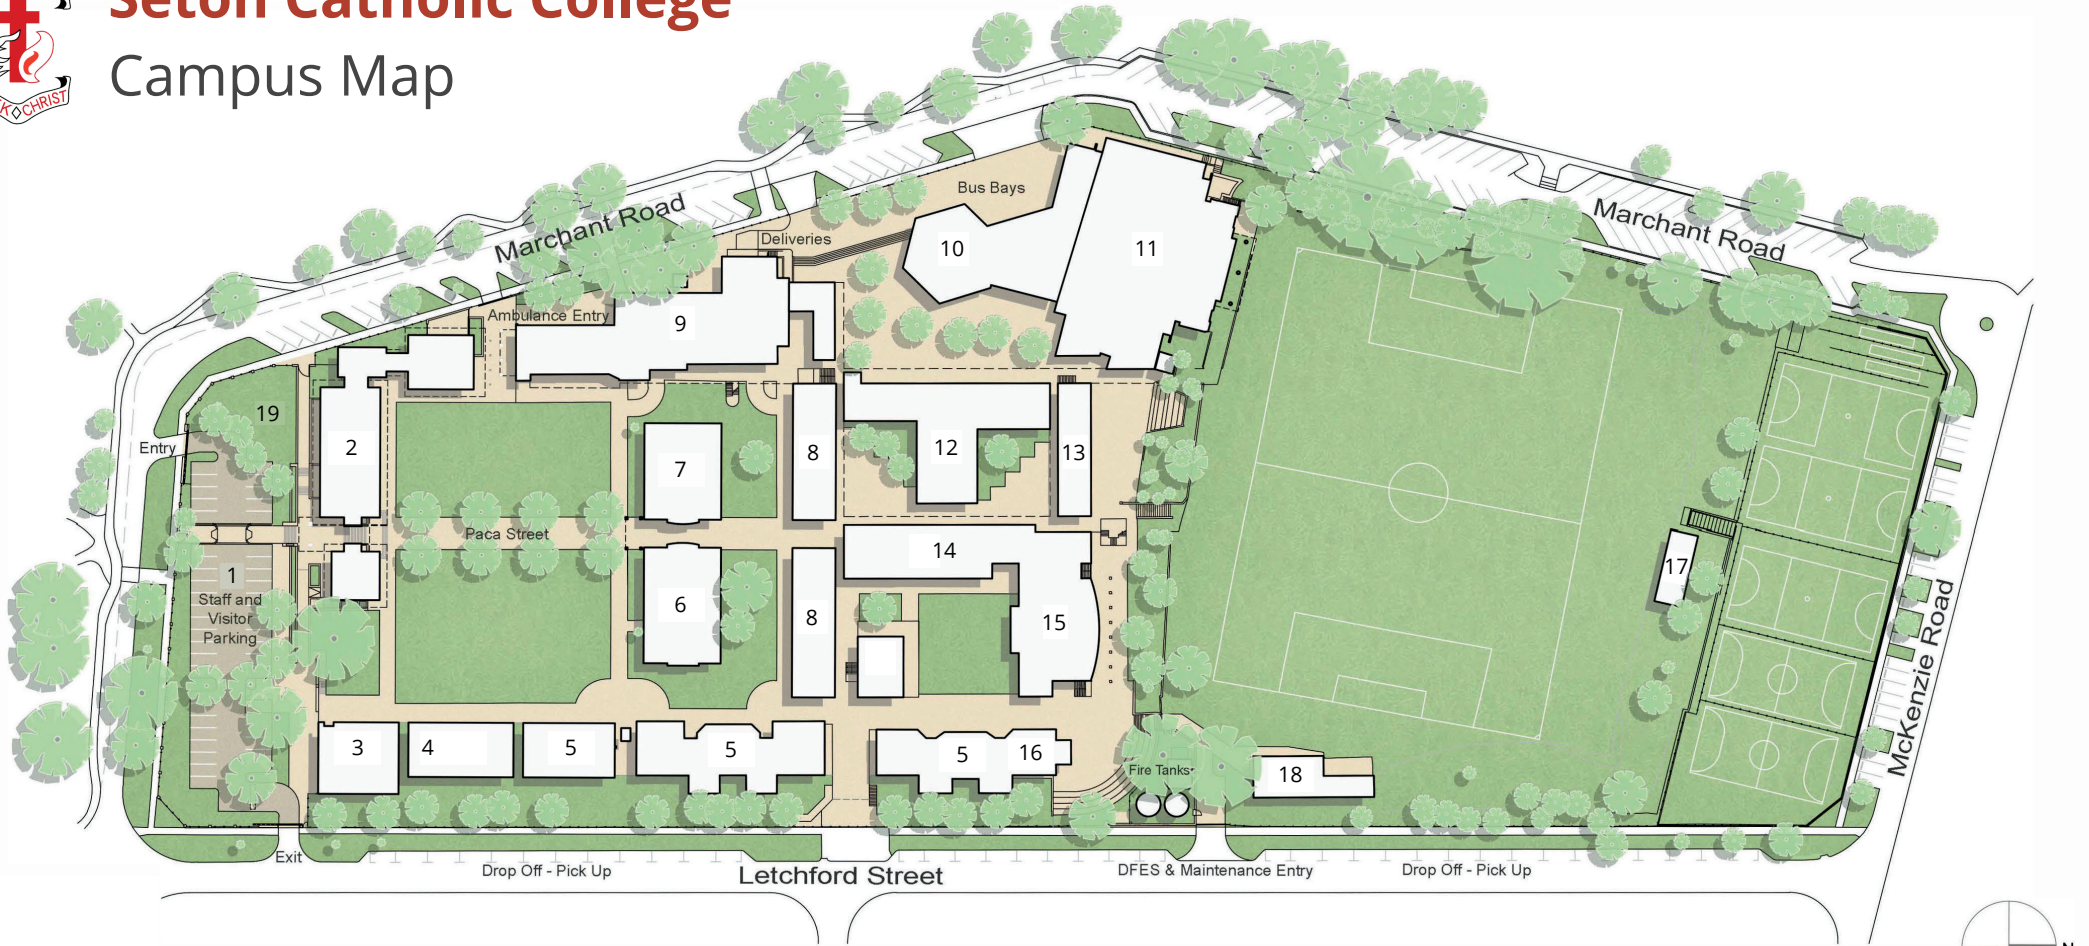 Seton Catholic College
Campus Map
CHRIST
Marchant Road
Marchant Road
Bus Bays
Deliveries
10
11
Ambulance Entry
9
19
2
Entry
7
8
12
13
Paca Street
14
17
1
Staff and
Visitor
Parking
6
8
15
McKenzie Road
3
4
5
5
5
16
Fire Tanks
18
Exit
Drop Off - Pick Up
Letchford Street
DFES & Maintenance Entry
Drop Off - Pick Up